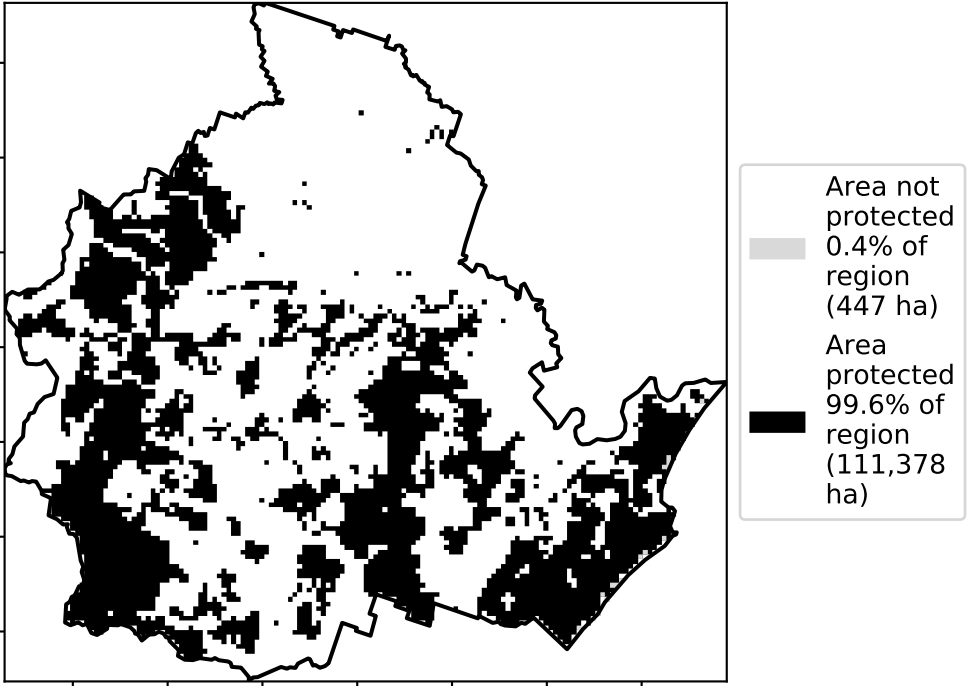 Area not
protected
0.4% of
region
(447 ha)
Area
protected
99.6% of
region
(111,378
ha)